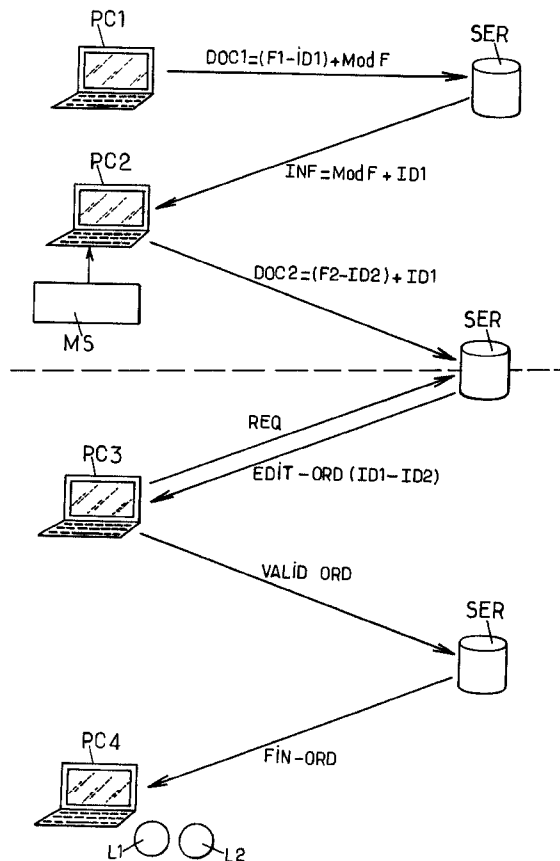 PC1
SER
DOC1=(F1-iD1)+Mod F
PC2
INF=Mod F + ID1
DOC2=(F2-ID2)+ID1
MS
SER
REQ
PC3
EDiT-ORD (ID1-ID2)
VALiD ORD
SER
PC4
FiN-ORD
L1
L2